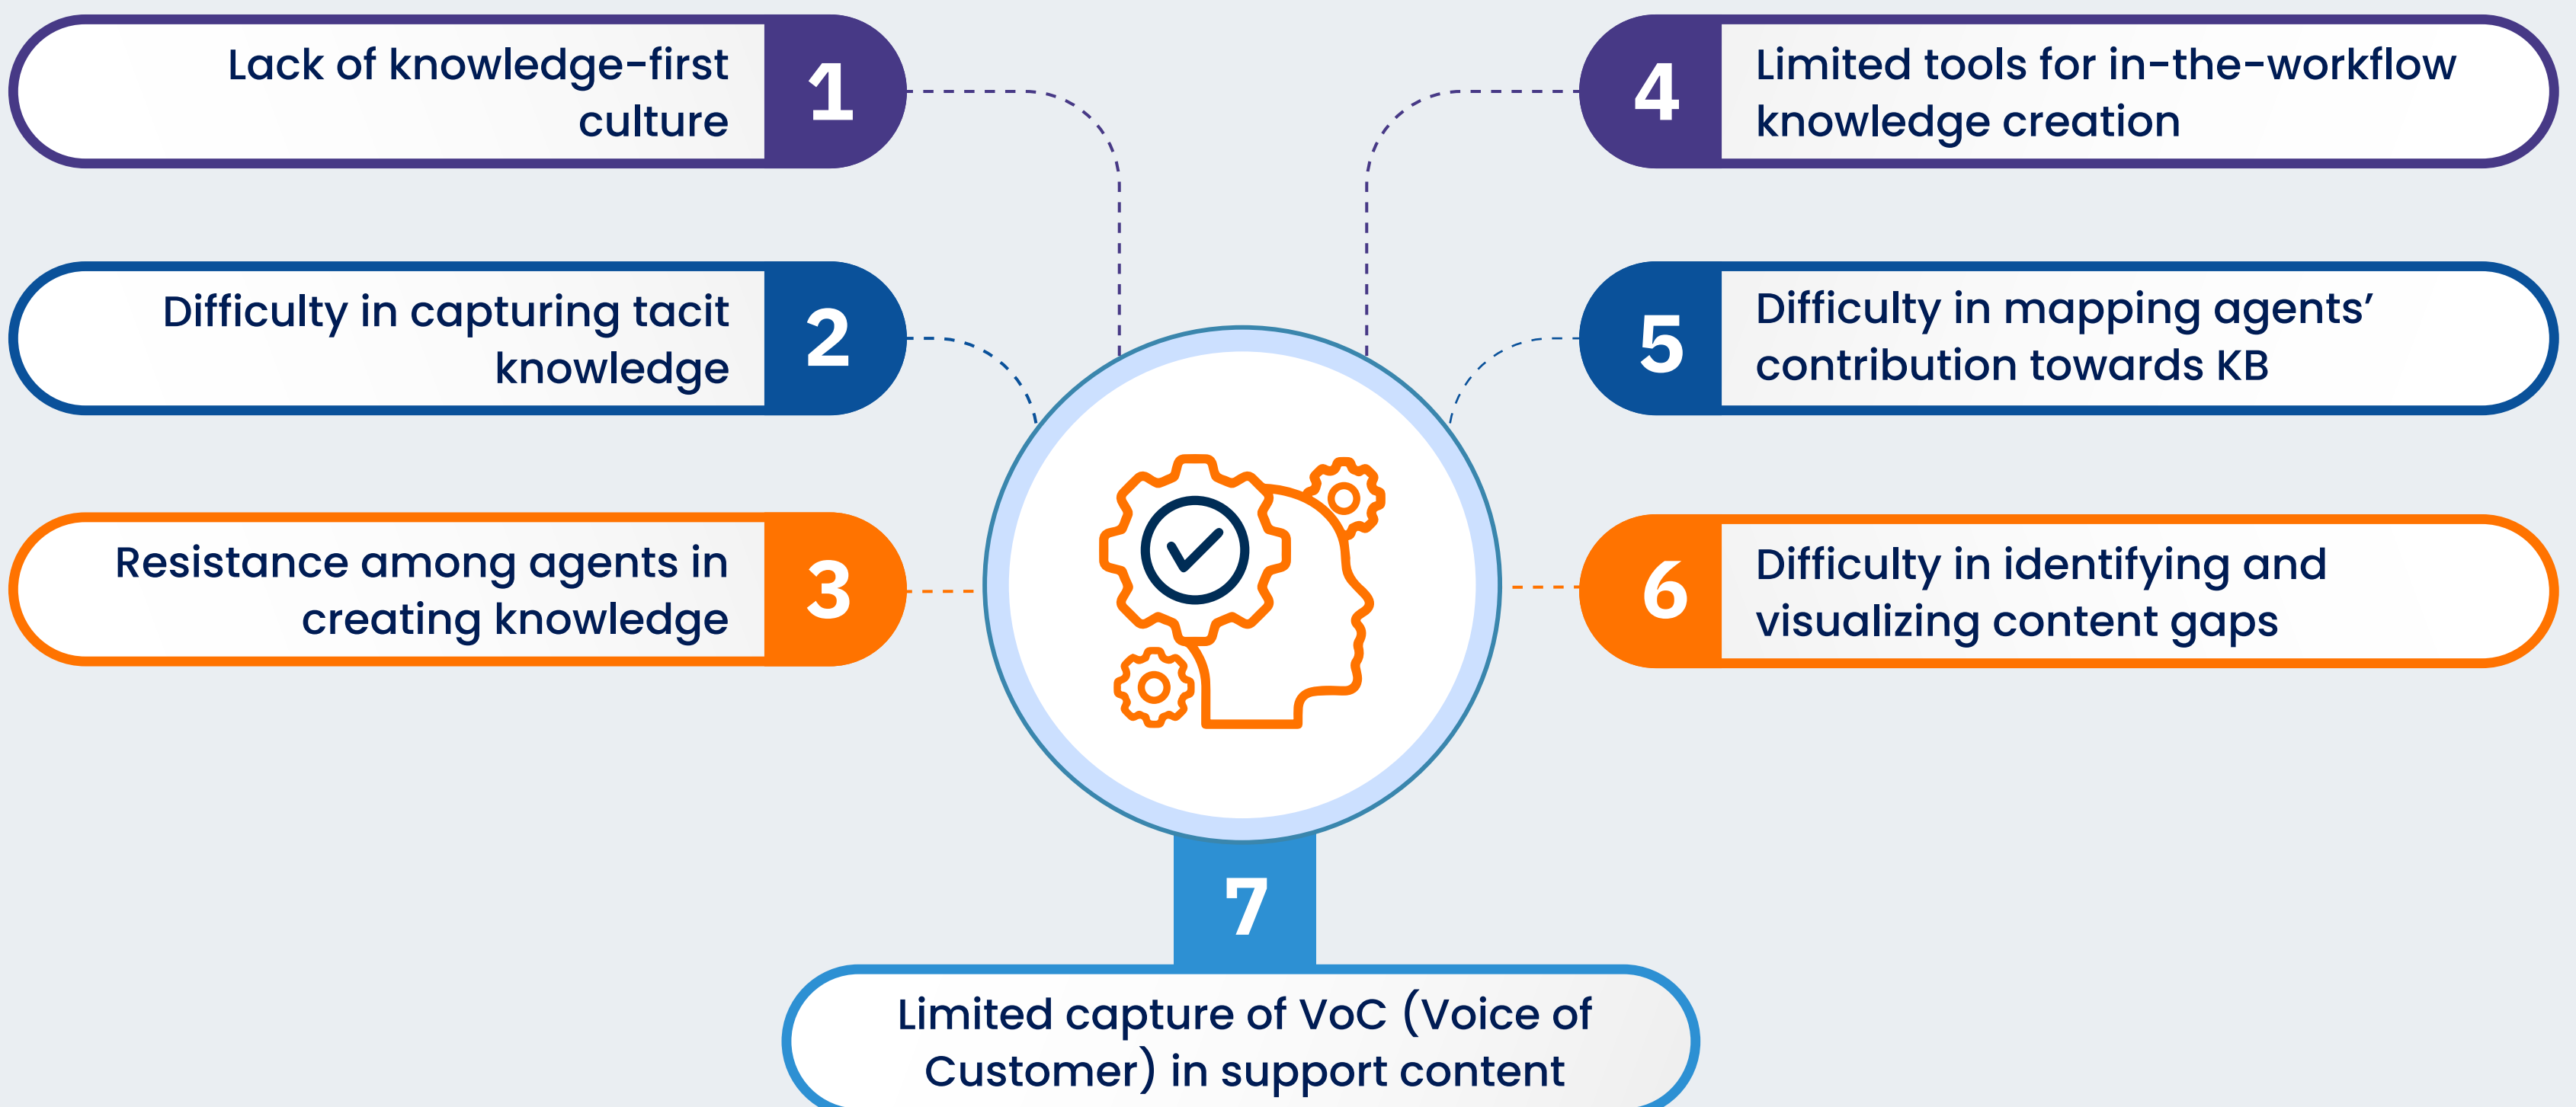 1
Lack of knowledge-first
culture
2
Difficulty in capturing tacit
knowledge
3
Resistance among agents in
creating knowledge
4
Limited tools for in-the-workflow
knowledge creation
5
Difficulty in mapping agents’
contribution towards KB
6
Difficulty in identifying and
visualizing content gaps
7
Limited capture of VoC (Voice of
Customer) in support content